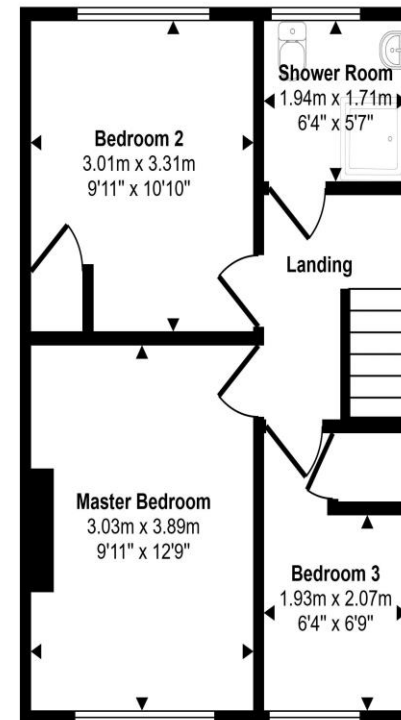 Shower Room
1.94m x 1.71m
6'4" x 5'7"
Bedroom 2
3.01m x 3.31m
9'11" x 10'10"
Landing
Master Bedroom
3.03m x 3.89m
9'11" x 12'9"
Bedroom 3
1.93m x 2.07m
6'4" x 6'9"